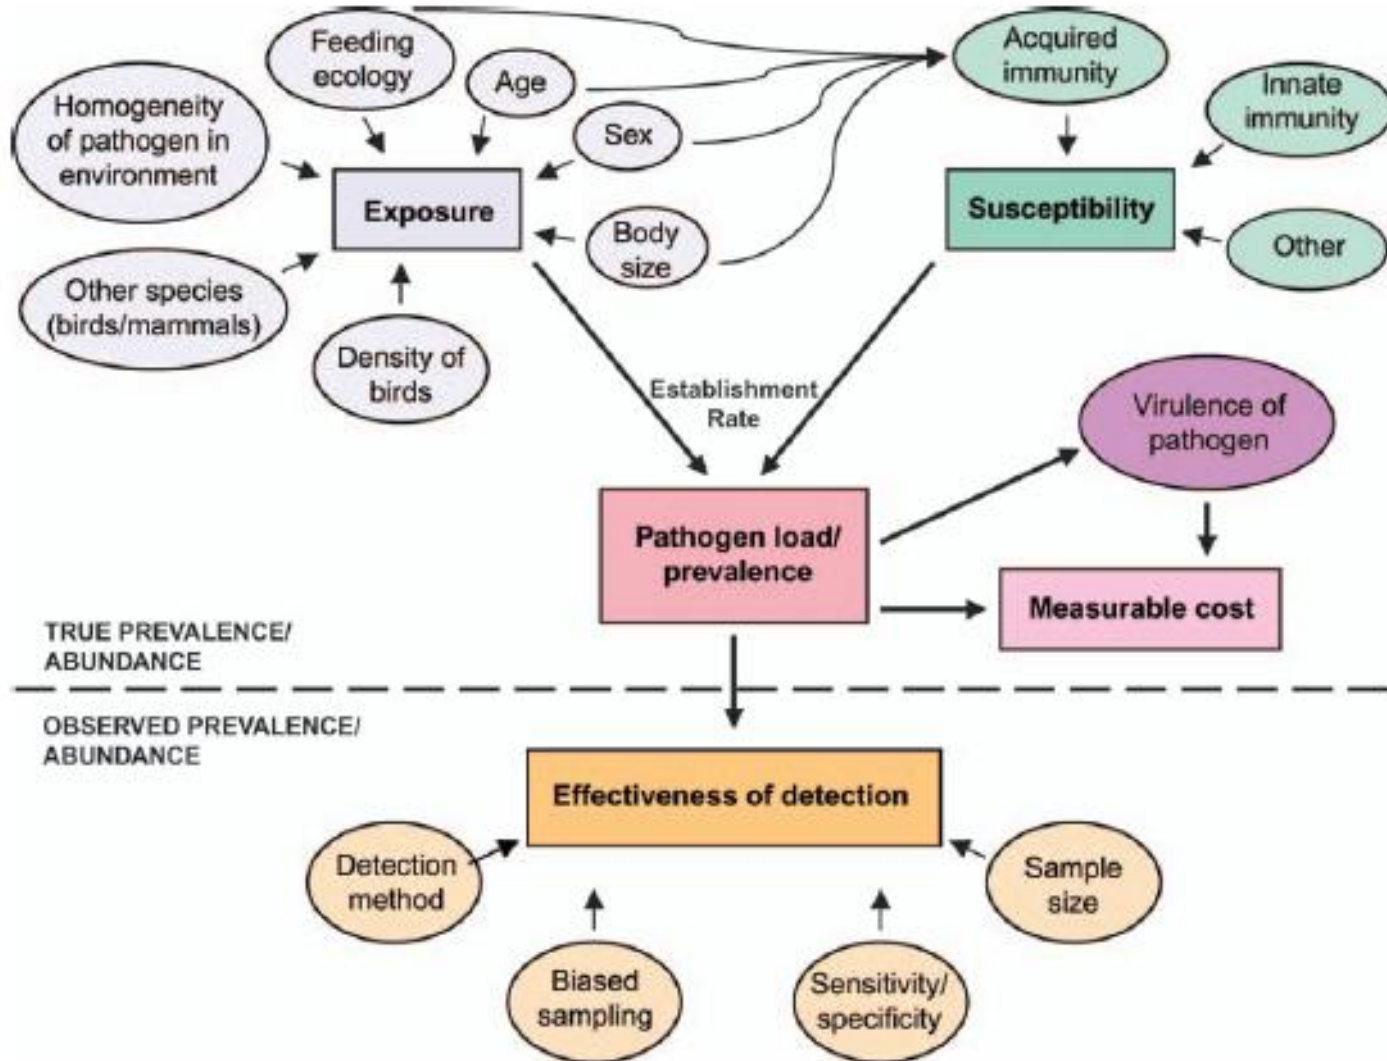 Feeding
ecology
Age
Sex
Acquired
immunity
Innate
immunity
Homogeneity
of pathogen in
environment
Exposure
Susceptibility
Body
size
Other
Other species
(birds/mammals)
Density of
birds
Establishment
Rate
Virulence of
pathogen
Pathogen load/
prevalence
Measurable cost
TRUE PREVALENCE/
ABUNDANCE
OBSERVED PREVALENCE/
ABUNDANCE
Effectiveness of detection
Detection
method
Sample
size
Biased
sampling
Sensitivity/
specificity